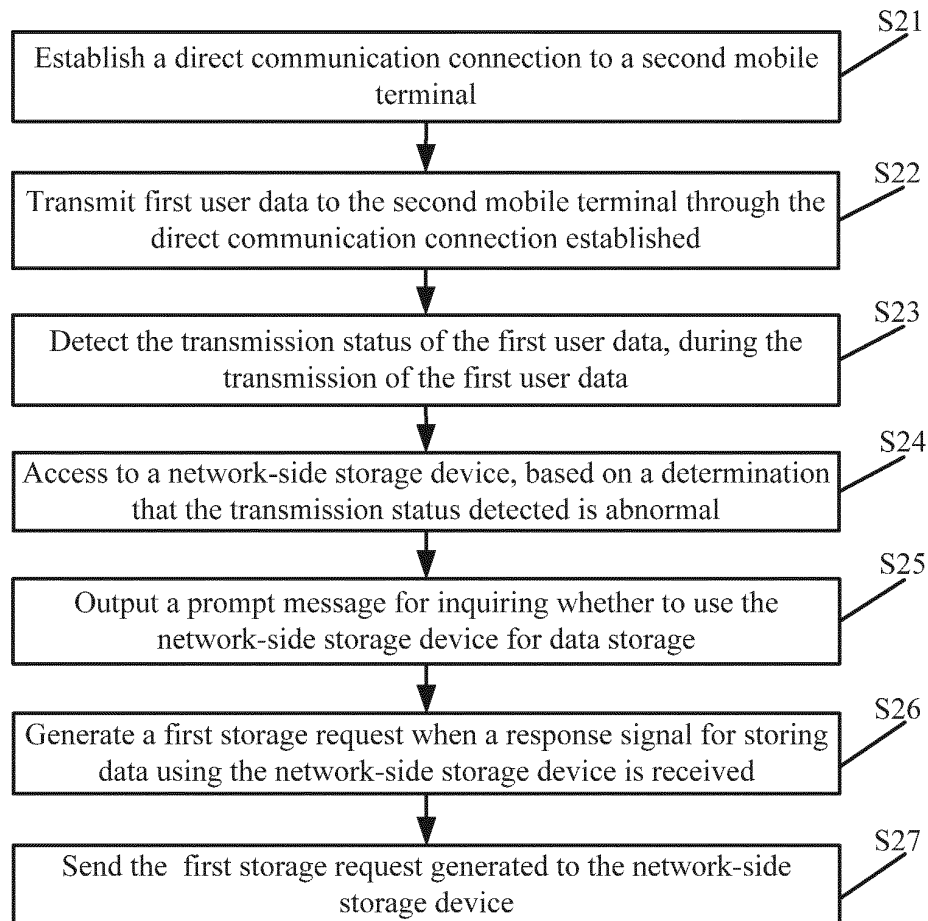 S21
Establish a direct communication connection to a second mobile
terminal
S22
Transmit first user data to the second mobile terminal through the
direct communication connection established
S23
Detect the transmission status of the first user data, during the
transmission of the first user data
S24
Access to a network-side storage device, based on a determination
that the transmission status detected is abnormal
S25
Output a prompt message for inquiring whether to use the
network-side storage device for data storage
S26
Generate a first storage request when a response signal for storing
data using the network-side storage device is received
S27
Send the first storage request generated to the network-side
storage device